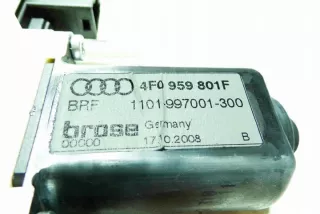 4F0 959 801F
BRF 1101-997001-300
brose Germany
00000 17.10.2008 B